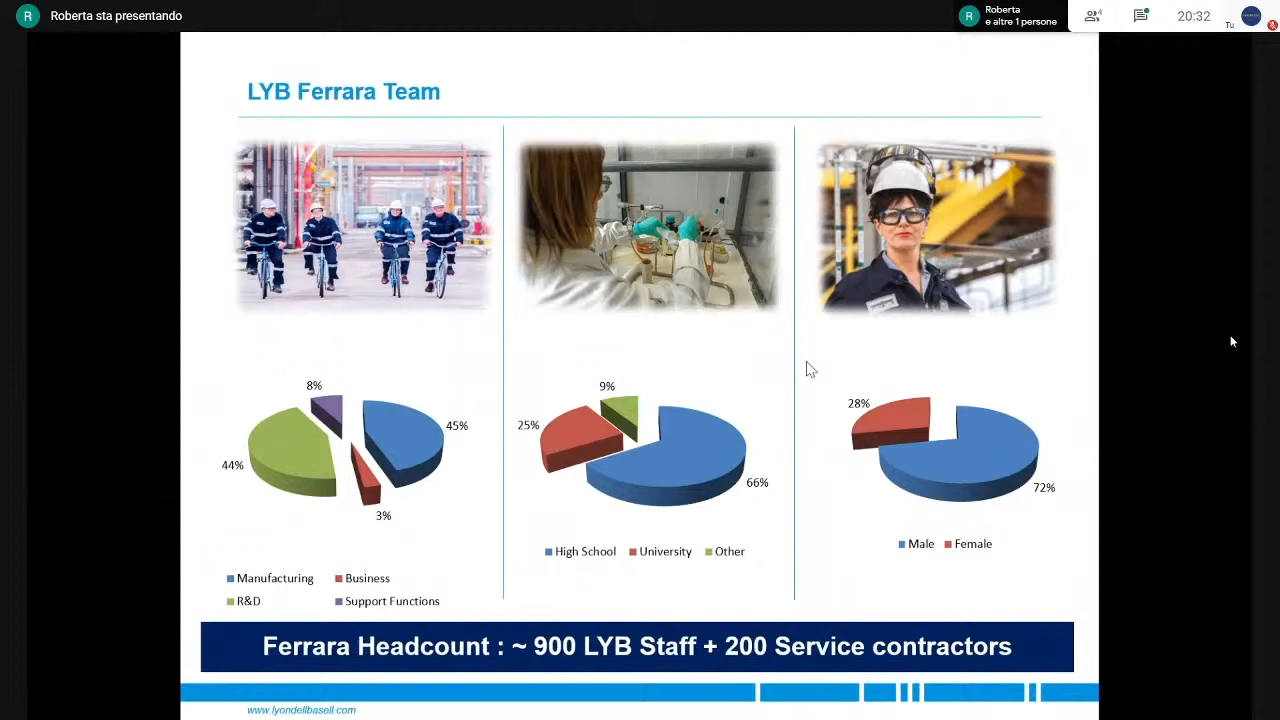 R
Roberta sta presentando
R
Roberta
e altre 1 persone
4
20:32
Tu
LYB Ferrara Team
8%
45%
44%
3%
Manufacturing
Business
R&D
Support Functions
9%
25%
66%
High School
University
Other
28%
72%
Male
Female
Ferrara Headcount : ~ 900 LYB Staff + 200 Service contractors
www.lyondellbasell.com